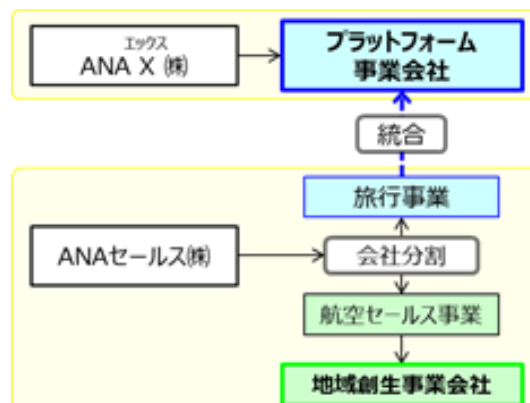 エックス
ANA X ㈱
プラットフォーム
事業会社
統合
旅行事業
ANAセールス㈱
会社分割
航空セールス事業
地域創生事業会社